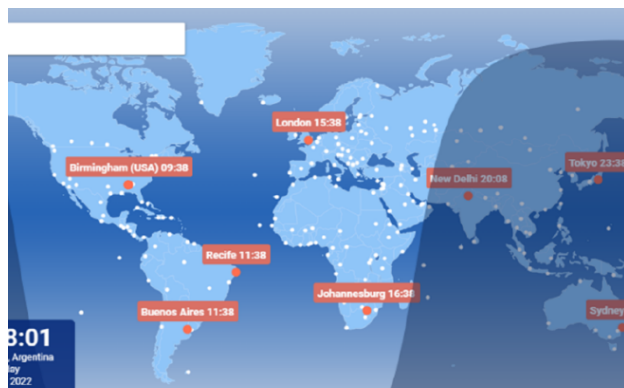 London 15:38
Birmingham (USA) 09:38
Tokyo 23:38
New Delhi 20:08
Recife 11:38
Johannesburg 16:38
Buenos Aires 11:38
Sydney
8:01
, Argentina
2022